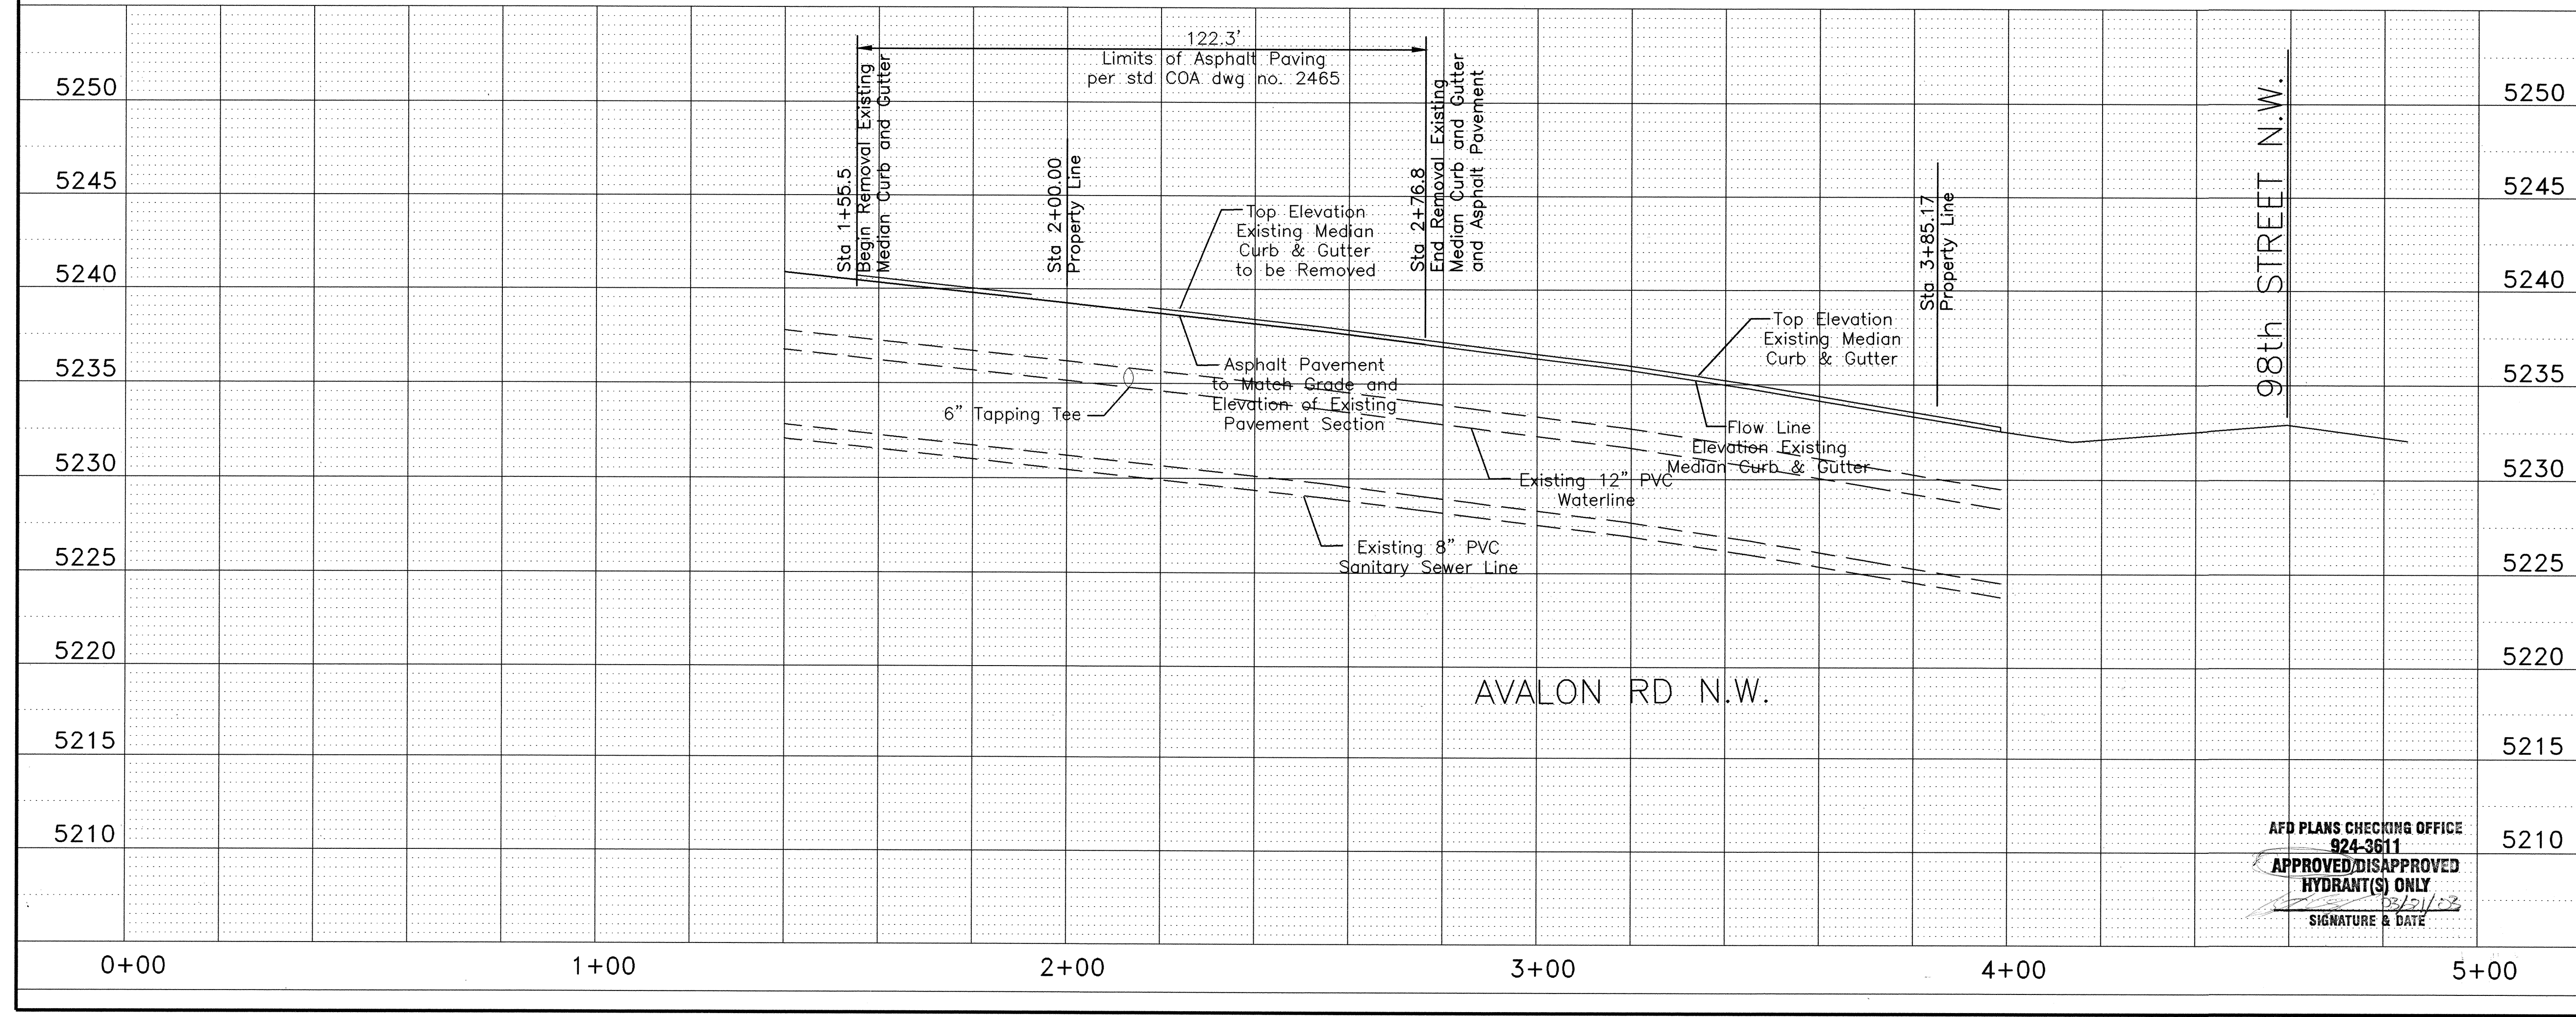 122.3'
Limits of Asphalt Paving
per std COA dwg no. 2465
5250
5245
5240
5235
5230
5225
5220
5215
5210
Sta 1+55.5
Begin Removal Existing
Median Curb and Gutter
Sta 2+00.00
Property Line
Top Elevation
Existing Median
Curb & Gutter
to be Removed
Sta 2+76.8
End Removal Existing
Median Curb and Gutter
and Asphalt Pavement
Sta 3+85.17
Property Line
98th STREET N.W.
5250
5245
5240
5235
5230
5225
5220
5215
5210
Top Elevation
Existing Median
Curb & Gutter
Asphalt Pavement
to Match Grade and
Elevation of Existing
Pavement Section
6" Tapping Tee
Flow Line
Elevation Existing
Median Curb & Gutter
Existing 12" PVC
Waterline
Existing 8" PVC
Sanitary Sewer Line
AVALON RD N.W.
AFD PLANS CHECKING OFFICE
924-3611
APPROVED/DISAPPROVED
HYDRANT(S) ONLY
03/21/03
SIGNATURE & DATE
0+00
1+00
2+00
3+00
4+00
5+00